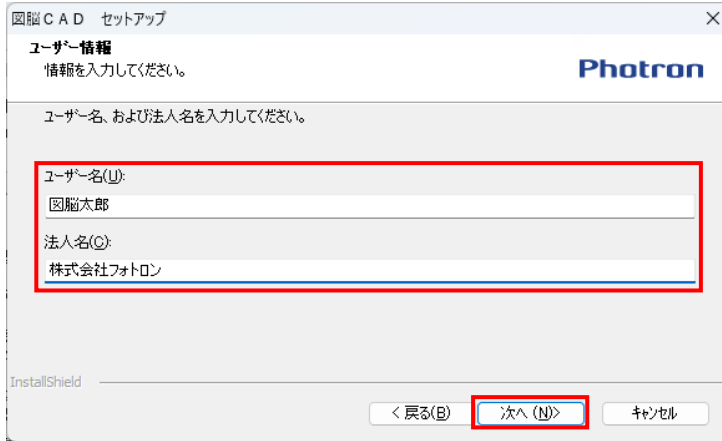 図脳CAD セットアップ
ユーザー情報
情報を入力してください。
Photron
ユーザー名、および法人名を入力してください。
ユーザー名(U):
図脳太郎
法人名(C):
株式会社フォトロン
InstallShield
< 戻る(B) 次へ (N)> キャンセル